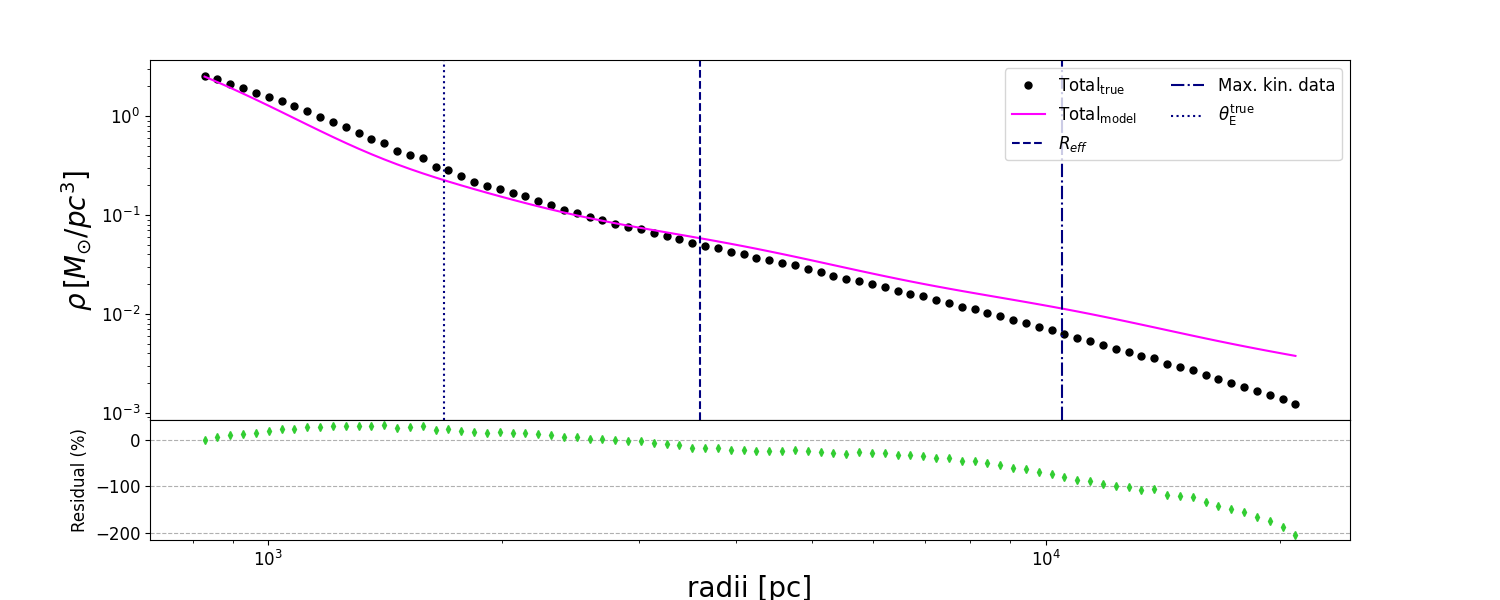 Total_true
Total_model
R_eff
Max. kin. data
θ_E^true
ρ [M_⊙/pc^3]
10^0
10^−1
10^−2
10^−3
Residual (%)
0
−100
−200
10^3
10^4
radii [pc]